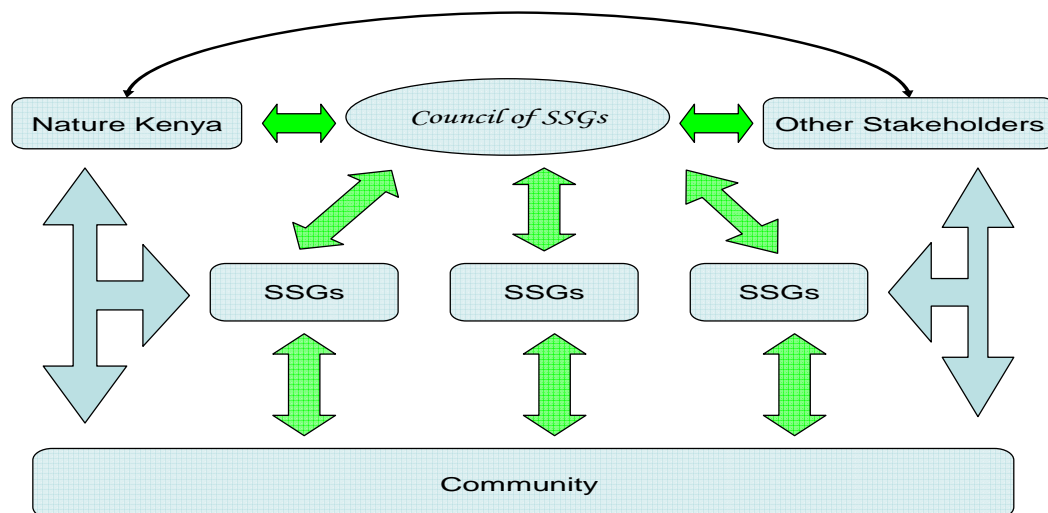 Nature Kenya
Council of SSGs
Other Stakeholders
SSGs
SSGs
SSGs
Community